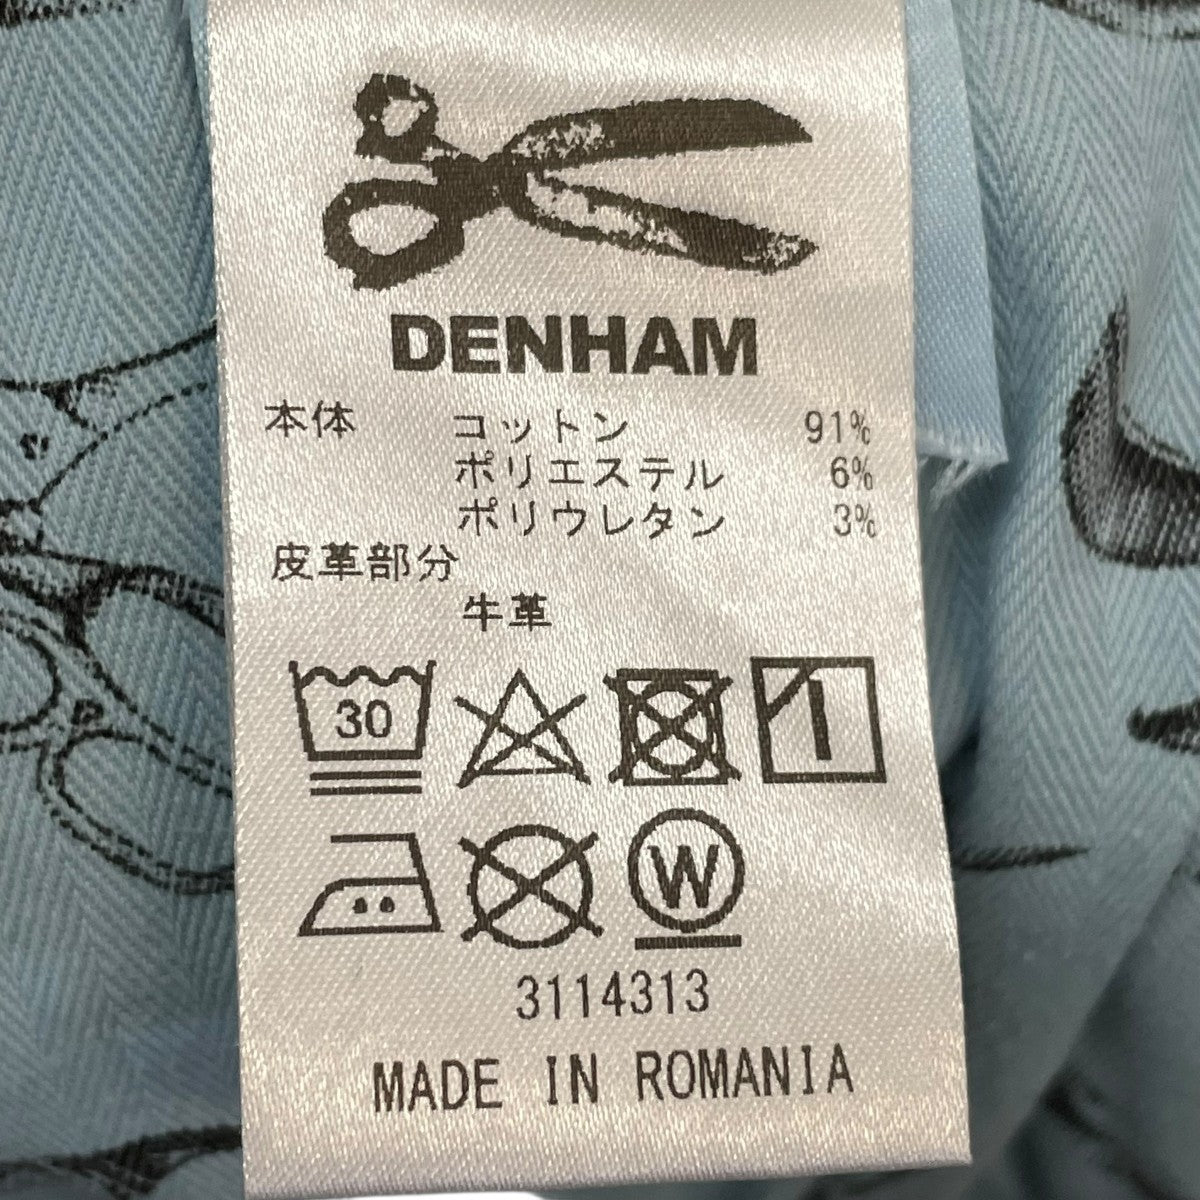 DENHAM
本体 コットン 91%
ポリエステル 6%
ポリウレタン 3%
皮革部分
牛革
30
W
3114313
MADE IN ROMANIA